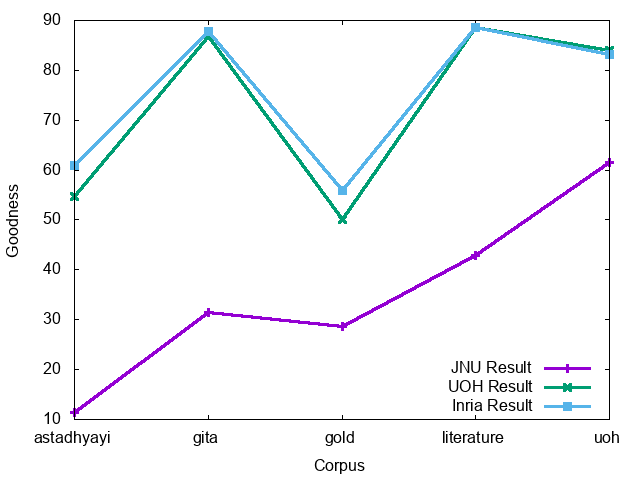 90
80
70
60
50
40
30
20
10
Goodness
JNU Result
UOH Result
Inria Result
astadhyayi gita gold literature uoh
Corpus